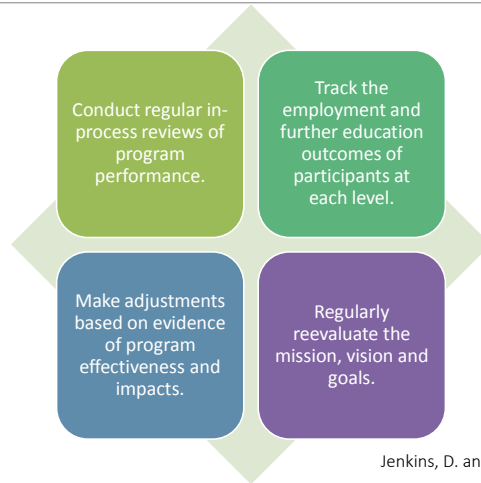 Conduct regular in-
process reviews of
program
performance.
Track the
employment and
further education
outcomes of
participants at
each level.
Make adjustments
based on evidence
of program
effectiveness and
impacts.
Regularly
reevaluate the
mission, vision and
goals.
Jenkins, D. an